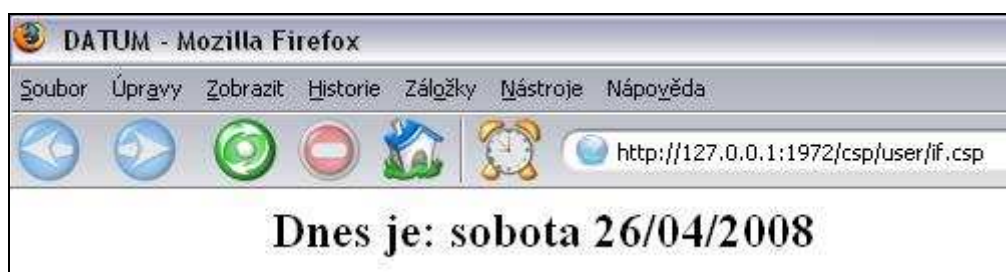 DATUM - Mozilla Firefox
Soubor Úpravy Zobrazit Historie Záložky Nástroje Nápověda
http://127.0.0.1:1972/csp/user/if.csp
Dnes je: sobota 26/04/2008